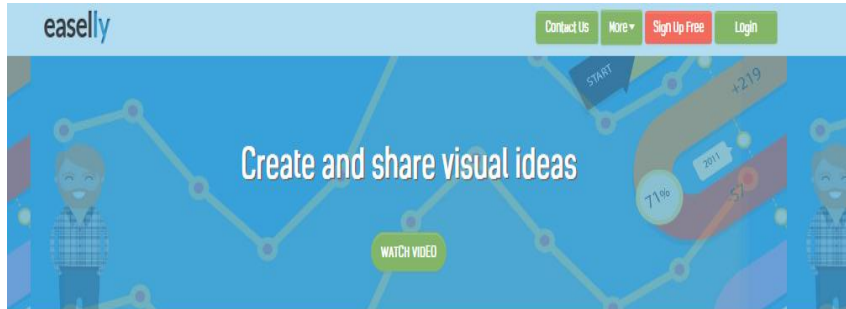 easelly
Contact Us More▾ Sign Up Free Login
START
+219
Create and share visual ideas
2011
71%
57
WATCH VIDEO